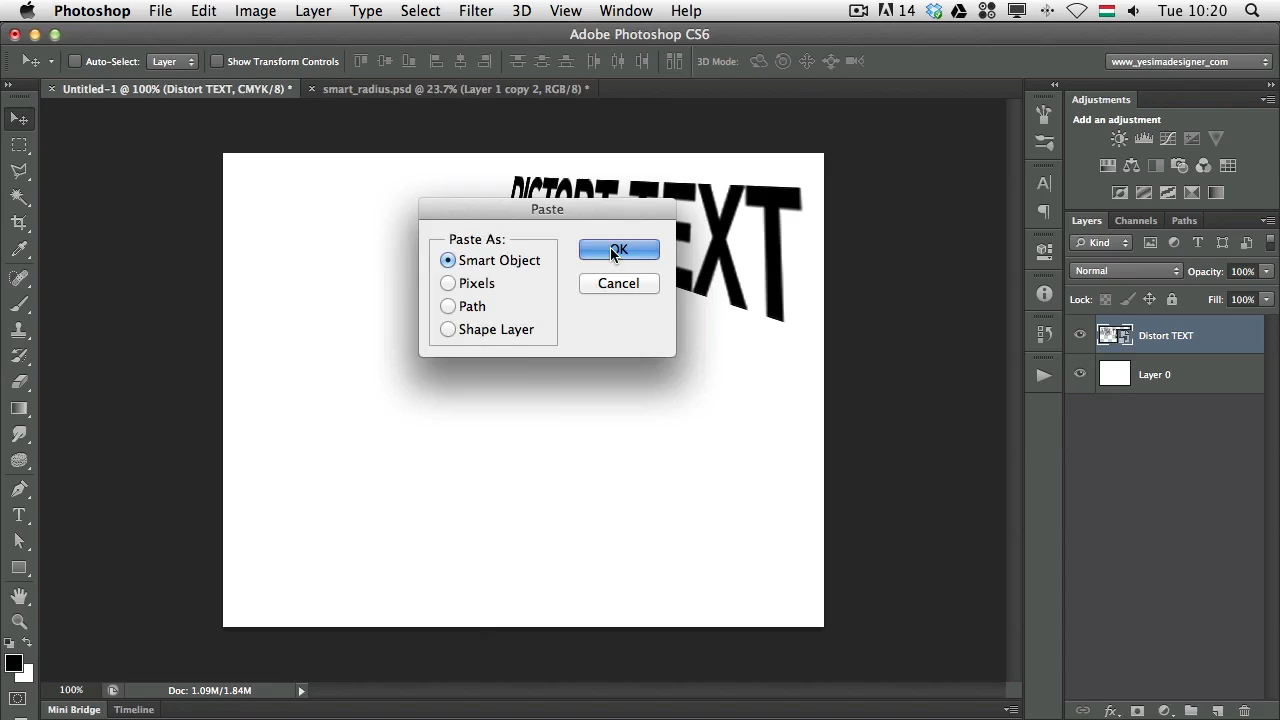 Photoshop File Edit Image Layer Type Select Filter 3D View Window Help 14 Tue 10:20
Adobe Photoshop CS6
Auto-Select: Layer Show Transform Controls 3D Mode: www_yesimadesigner_com
Untitled-1 @ 100% (Distort TEXT, CMYK/8) * smart_radius.psd @ 23.7% (Layer 1 copy 2, RGB/8) *
Adjustments
Add an adjustment
DISTORT TEXT
Paste
Paste As:
Smart Object
Pixels
Path
Shape Layer
OK
Cancel
Layers Channels Paths
Kind
Normal Opacity: 100%
Lock: Fill: 100%
Distort TEXT
Layer 0
100% Doc: 1.09M/1.84M
Mini Bridge Timeline